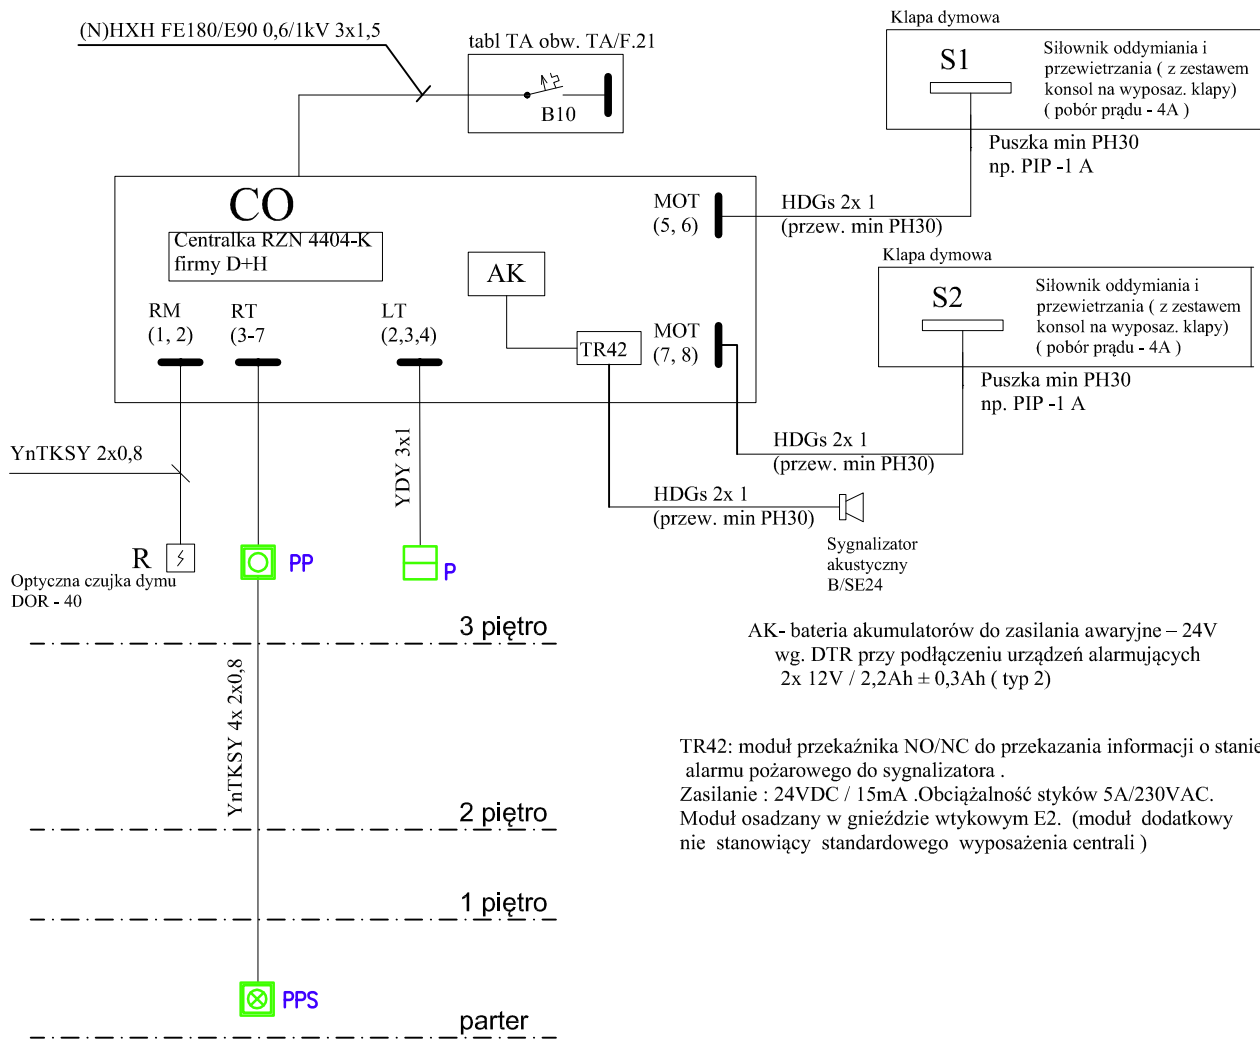 (N)HXH FE180/E90 0,6/1kV 3x1,5
tabl TA obw. TA/F.21
B10
Klapa dymowa
S1
Siłownik oddymiania i
przewietrzania ( z zestawem
konsol na wyposaz. klapy)
( pobór prądu - 4A )
Puszka min PH30
np. PIP -1 A
CO
Centralka RZN 4404-K
firmy D+H
MOT
(5, 6)
HDGs 2x 1
(przew. min PH30)
Klapa dymowa
S2
Siłownik oddymiania i
przewietrzania ( z zestawem
konsol na wyposaz. klapy)
( pobór prądu - 4A )
Puszka min PH30
np. PIP -1 A
AK
RM
(1, 2)
RT
(3-7
LT
(2,3,4)
TR42
MOT
(7, 8)
YnTKSY 2x0,8
YDY 3x1
HDGs 2x 1
(przew. min PH30)
HDGs 2x 1
(przew. min PH30)
R
Optyczna czujka dymu
DOR - 40
PP
P
Sygnalizator
akustyczny
B/SE24
3 piętro
YnTKSY 4x 2x0,8
AK- bateria akumulatorów do zasilania awaryjne – 24V
wg. DTR przy podłączeniu urządzeń alarmujących
2x 12V / 2,2Ah ± 0,3Ah ( typ 2)
TR42: moduł przekaźnika NO/NC do przekazania informacji o stanie
alarmu pożarowego do sygnalizatora .
Zasilanie : 24VDC / 15mA .Obciążalność styków 5A/230VAC.
Moduł osadzany w gnieździe wtykowym E2. (moduł dodatkowy
nie stanowiący standardowego wyposażenia centrali )
2 piętro
1 piętro
PPS
parter